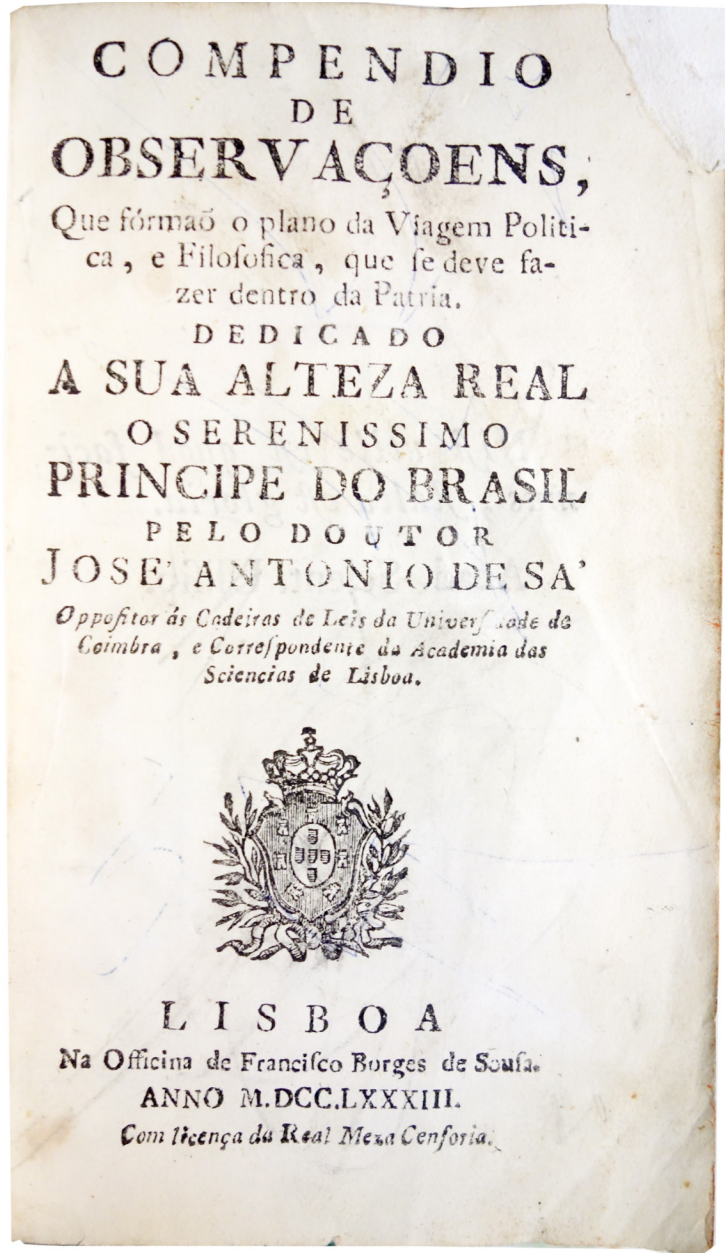 COMPENDIO
DE
OBSERVAÇOENS,
Que fórmaõ o plano da Viagem Politi-
ca, e Filoſofica, que ſe deve fa-
zer dentro da Patria.
DEDICADO
A SUA ALTEZA REAL
O SERENISSIMO
PRINCIPE DO BRASIL
PELO DOUTOR
JOSE' ANTONIO DE SA'
Oppoſitor ás Cadeiras de Leis da Univerſidade de
Coimbra, e Correſpondente da Academia das
Sciencias de Lisboa.
LISBOA
Na Officina de Franciſco Borges de Souſa.
ANNO M.DCC.LXXXIII.
Com licença da Real Meza Cenſoria.